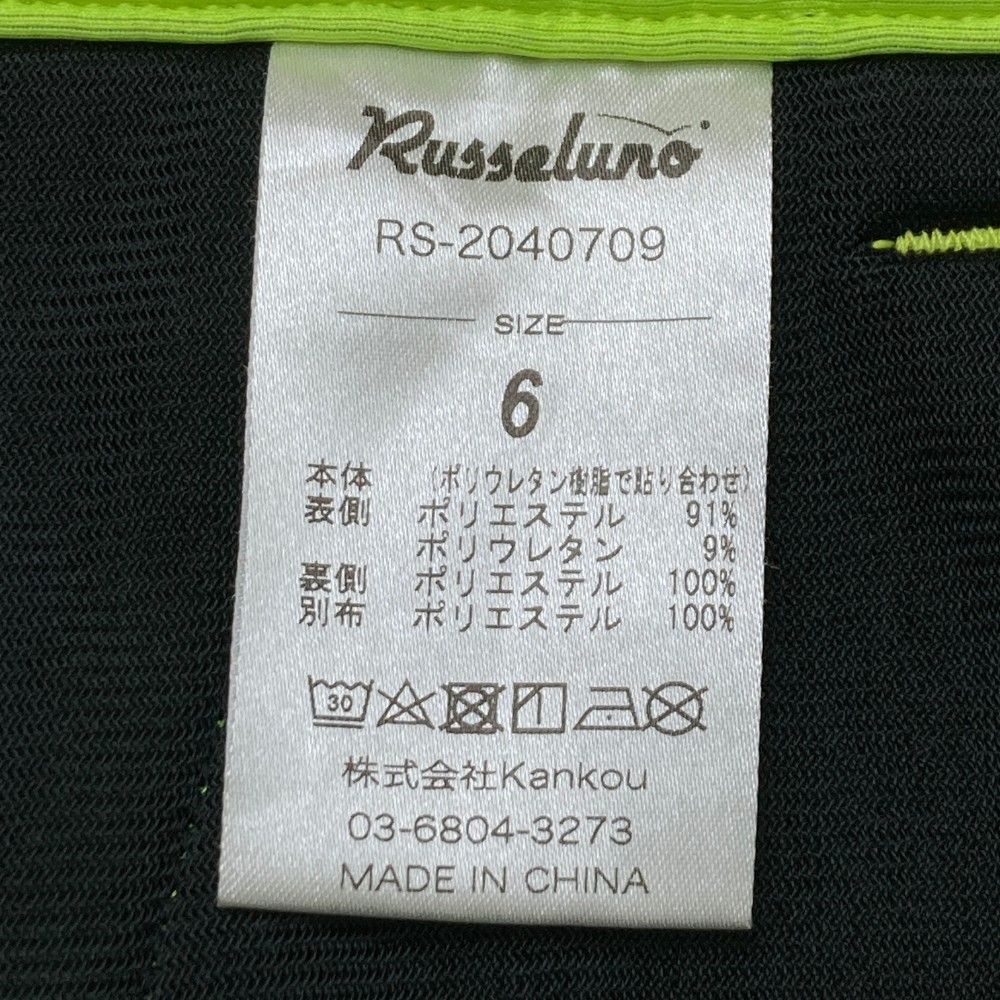 Russeluno
RS-2040709
SIZE
6
本体 (ポリウレタン樹脂で貼り合わせ)
表側 ポリエステル 91%
ポリウレタン 9%
裏側 ポリエステル 100%
別布 ポリエステル 100%
30
株式会社Kankou
03-6804-3273
MADE IN CHINA